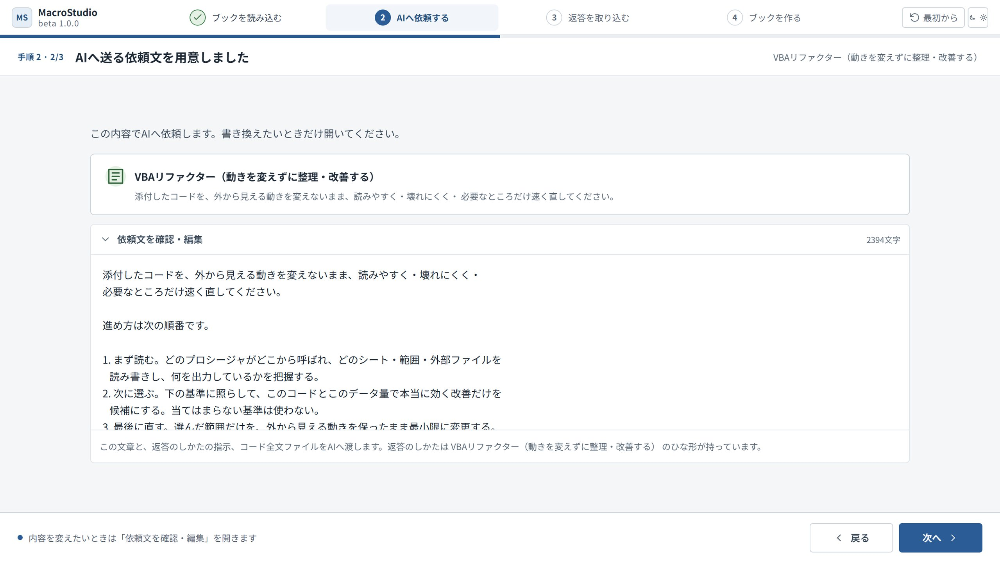 MS
MacroStudio
beta 1.0.0
ブックを読み込む
2 AIへ依頼する
3 返答を取り込む
4 ブックを作る
最初から
手順 2・2/3 AIへ送る依頼文を用意しました
VBAリファクター（動きを変えずに整理・改善する）
この内容でAIへ依頼します。書き換えたいときだけ開いてください。
VBAリファクター（動きを変えずに整理・改善する）
添付したコードを、外から見える動きを変えないまま、読みやすく・壊れにくく・ 必要なところだけ速く直してください。
依頼文を確認・編集
2394文字
添付したコードを、外から見える動きを変えないまま、読みやすく・壊れにくく・
必要なところだけ速く直してください。
進め方は次の順番です。
1. まず読む。どのプロシージャがどこから呼ばれ、どのシート・範囲・外部ファイルを
読み書きし、何を出力しているかを把握する。
2. 次に選ぶ。下の基準に照らして、このコードとこのデータ量で本当に効く改善だけを
候補にする。当てはまらない基準は使わない。
3. 最後に直す。選んだ範囲だけを、外から見える動きを保ったまま最小限に変更する。
この文章と、返答のしかたの指示、コード全文ファイルをAIへ渡します。返答のしかたは VBAリファクター（動きを変えずに整理・改善する） のひな形が持っています。
内容を変えたいときは「依頼文を確認・編集」を開きます
戻る
次へ